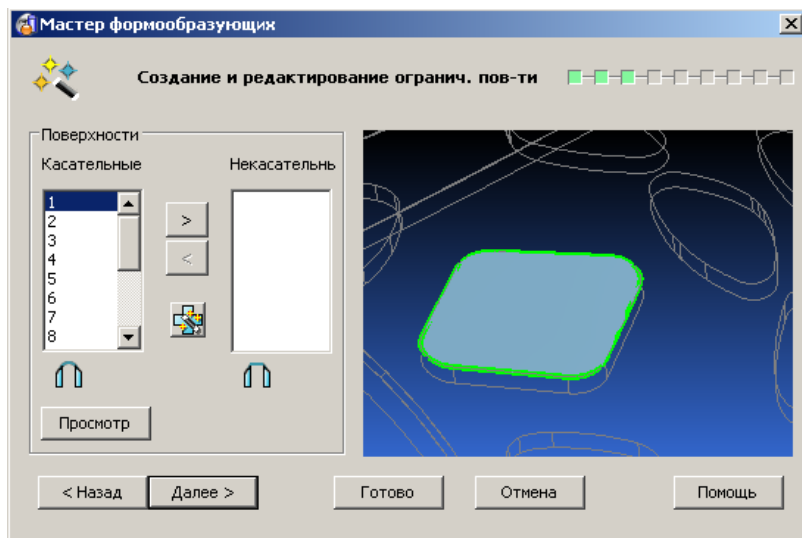 Мастер формообразующих
Создание и редактирование огранич. пов-ти
Поверхности
Касательные
Некасательнь
1
2
3
4
5
6
7
8
>
<
Просмотр
< Назад
Далее >
Готово
Отмена
Помощь